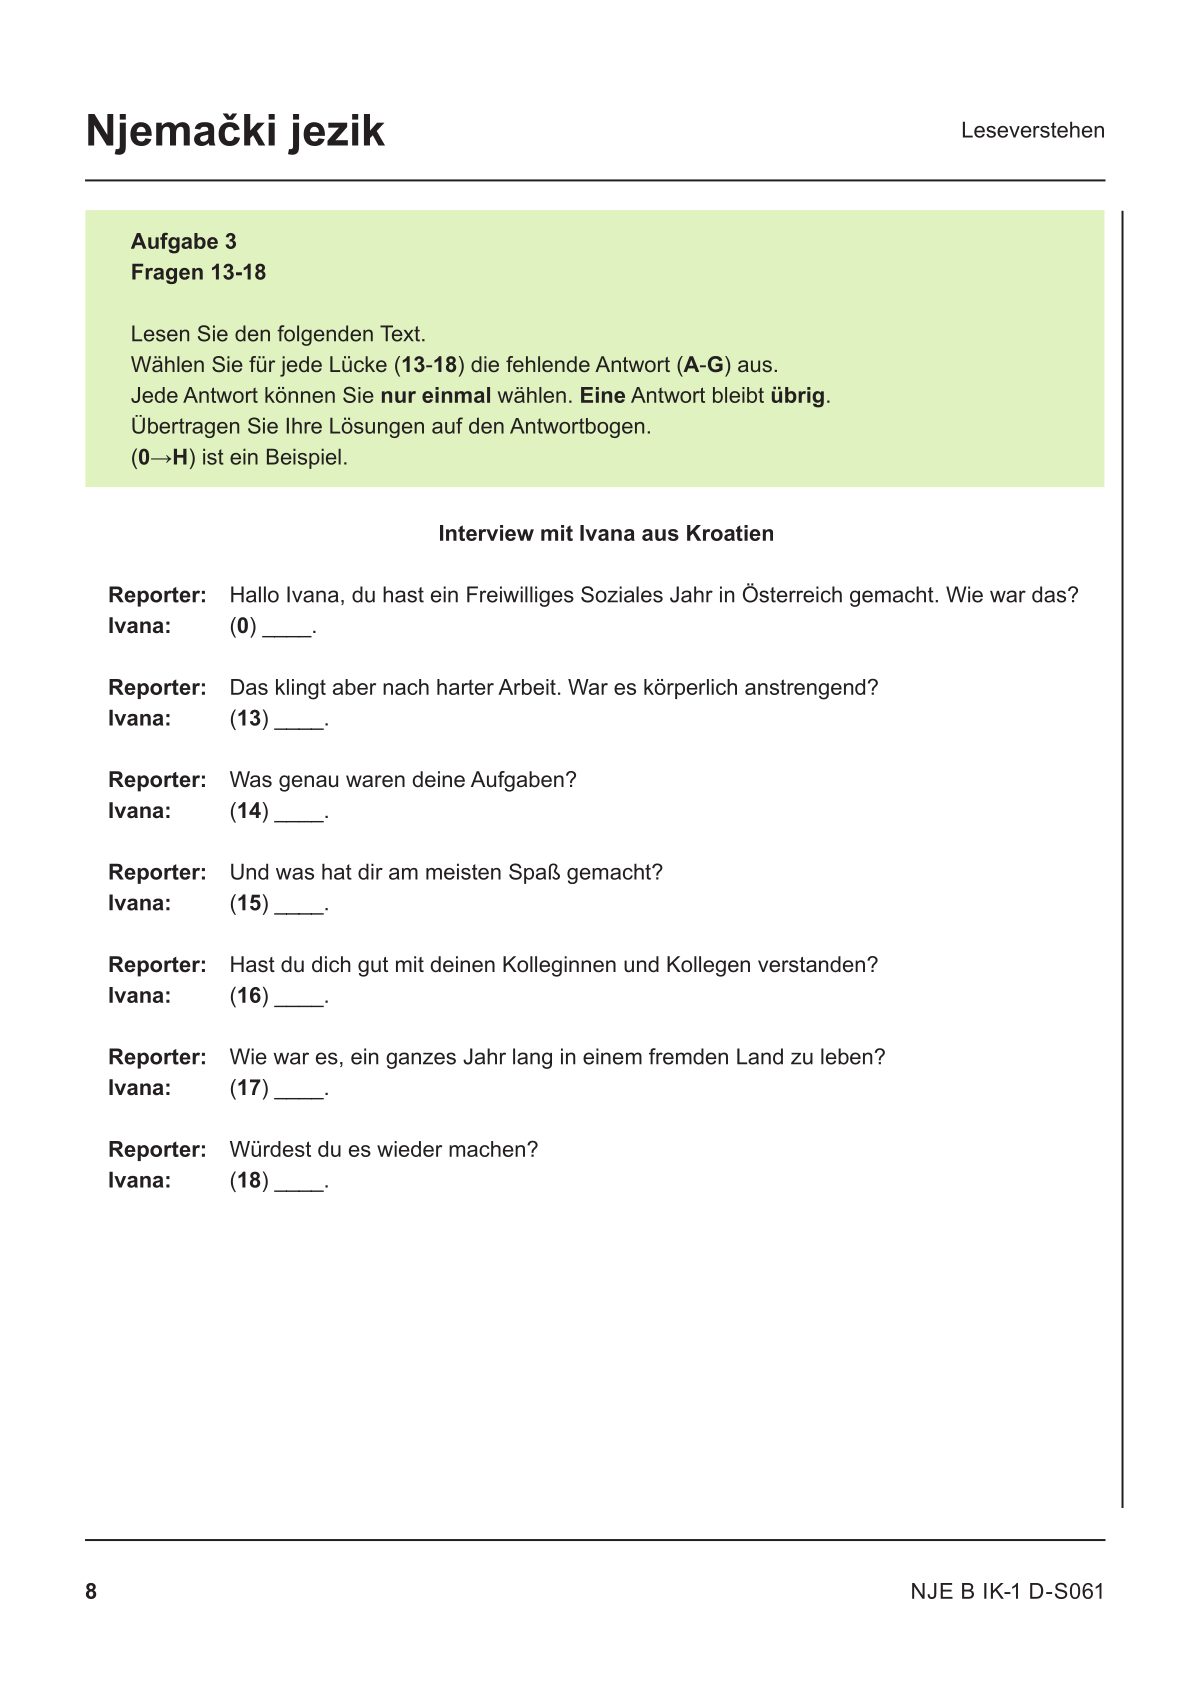 Njemački jezik
Leseverstehen
Aufgabe 3
Fragen 13-18
Lesen Sie den folgenden Text.
Wählen Sie für jede Lücke (13-18) die fehlende Antwort (A-G) aus.
Jede Antwort können Sie nur einmal wählen. Eine Antwort bleibt übrig.
Übertragen Sie Ihre Lösungen auf den Antwortbogen.
(0→H) ist ein Beispiel.
Interview mit Ivana aus Kroatien
Reporter: Hallo Ivana, du hast ein Freiwilliges Soziales Jahr in Österreich gemacht. Wie war das?
Ivana: (0) ____.
Reporter: Das klingt aber nach harter Arbeit. War es körperlich anstrengend?
Ivana: (13) ____.
Reporter: Was genau waren deine Aufgaben?
Ivana: (14) ____.
Reporter: Und was hat dir am meisten Spaß gemacht?
Ivana: (15) ____.
Reporter: Hast du dich gut mit deinen Kolleginnen und Kollegen verstanden?
Ivana: (16) ____.
Reporter: Wie war es, ein ganzes Jahr lang in einem fremden Land zu leben?
Ivana: (17) ____.
Reporter: Würdest du es wieder machen?
Ivana: (18) ____.
8
NJE B IK-1 D-S061